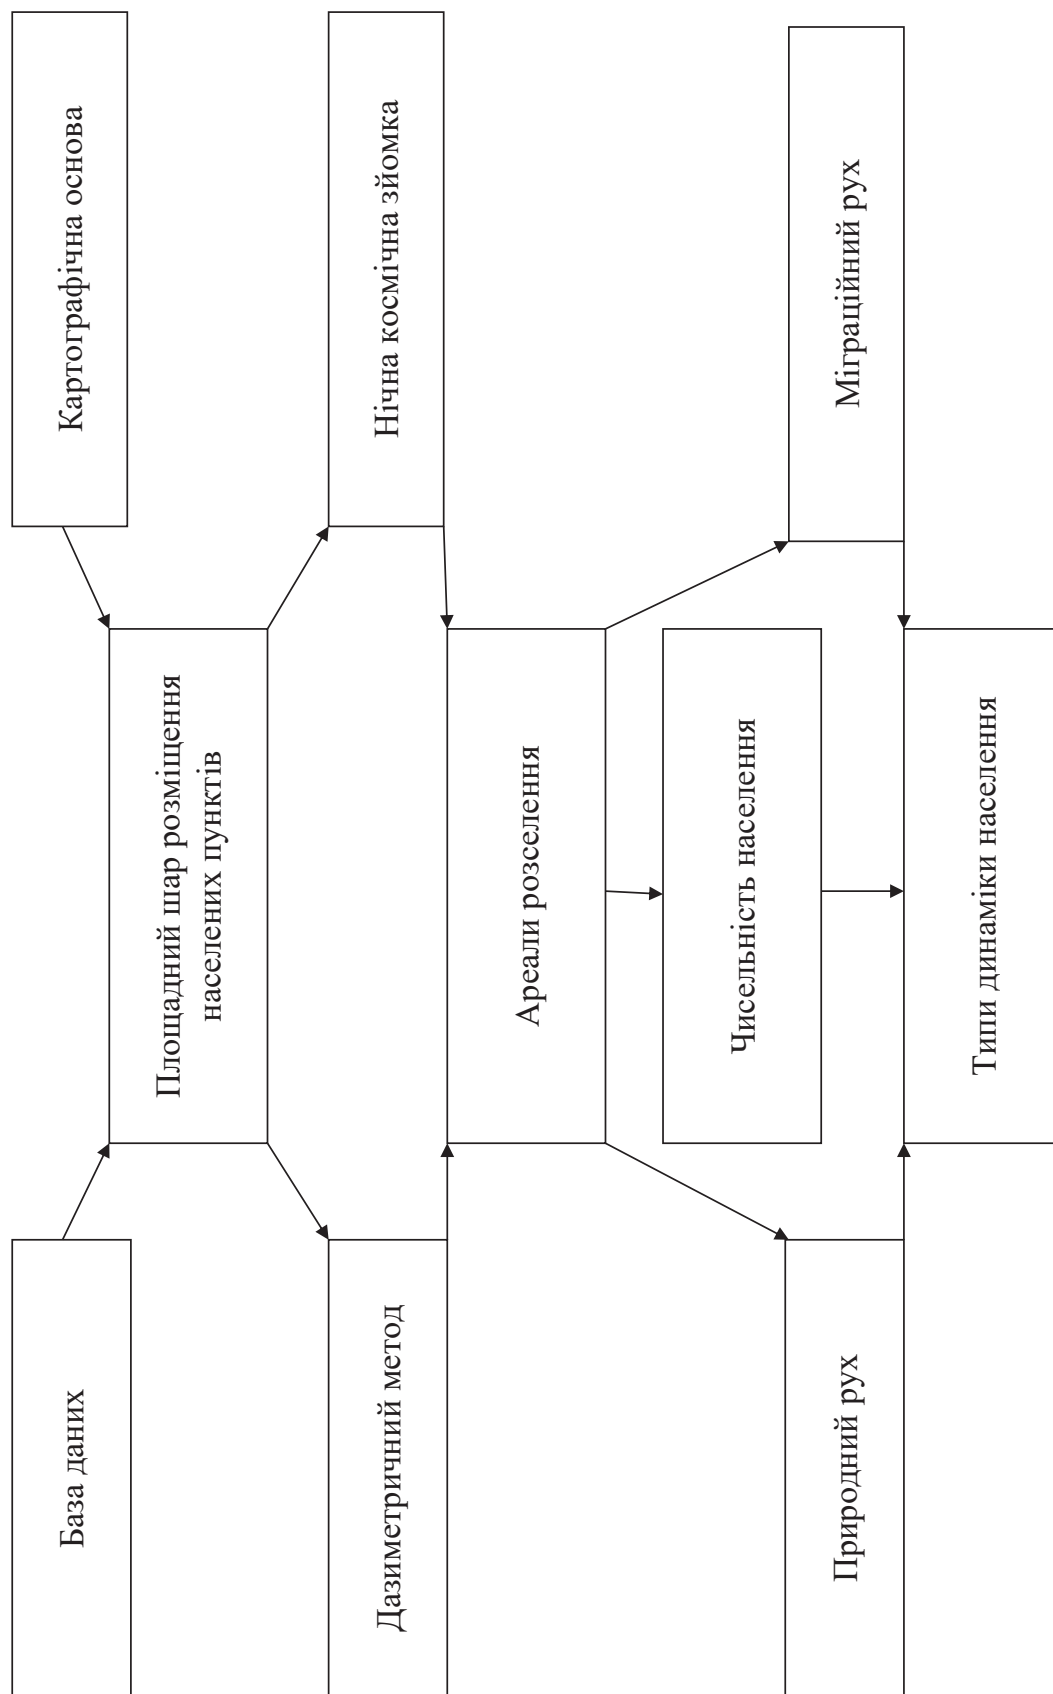 База даних
Картографічна основа
Площадний шар розміщення
населених пунктів
Дазиметричний метод
Нічна космічна зйомка
Ареали розселення
Чисельність населення
Природний рух
Міграційний рух
Типи динаміки населення